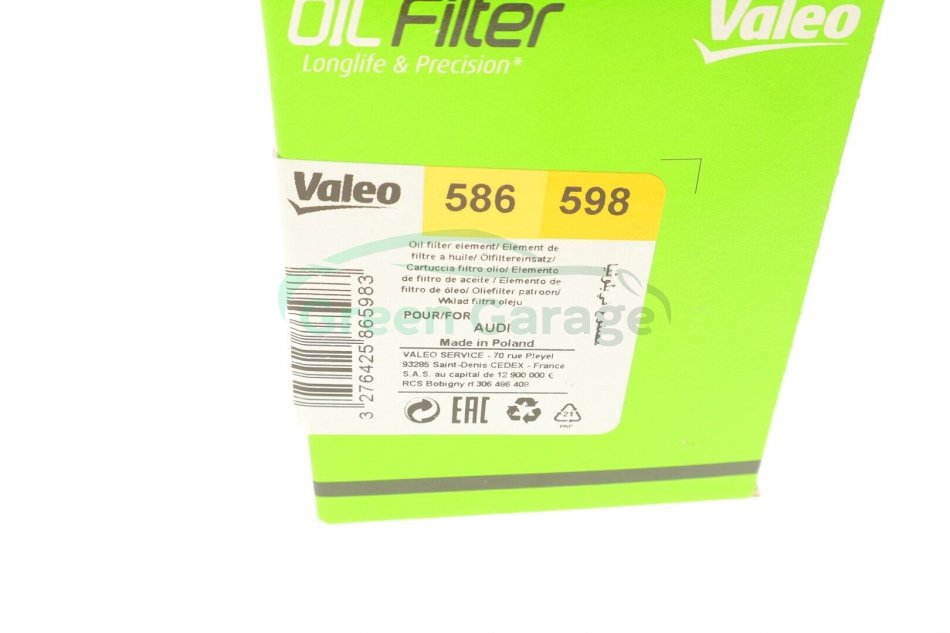 OIL Filter
Longlife & Precision*
Valeo
Valeo
586 598
Oil filter element/ Element de
filtre a huile/ Ölfiltereinsatz/
Cartuccia filtro olio/ Elemento
de filtro de aceite / Elemento de
filtro de óleo/ Oliefilter patroon/
Wkład filtra oleju
POUR/FOR
AUDI
Made in Poland
VALEO SERVICE - 70 rue Pleyel
93285 Saint-Denis CEDEX - France
S.A.S. au capital de 12 900 000 €
RCS Bobigny n 306 486 408
3 276425 865983
EAC
21
PAP
Green Garage